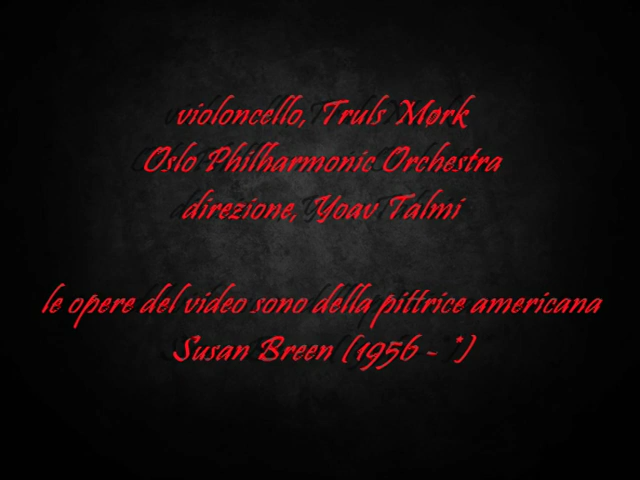 violoncello, Truls Mørk
Oslo Philharmonic Orchestra
direzione, Yoav Talmi
le opere del video sono della pittrice americana
Susan Breen (1956 - *)